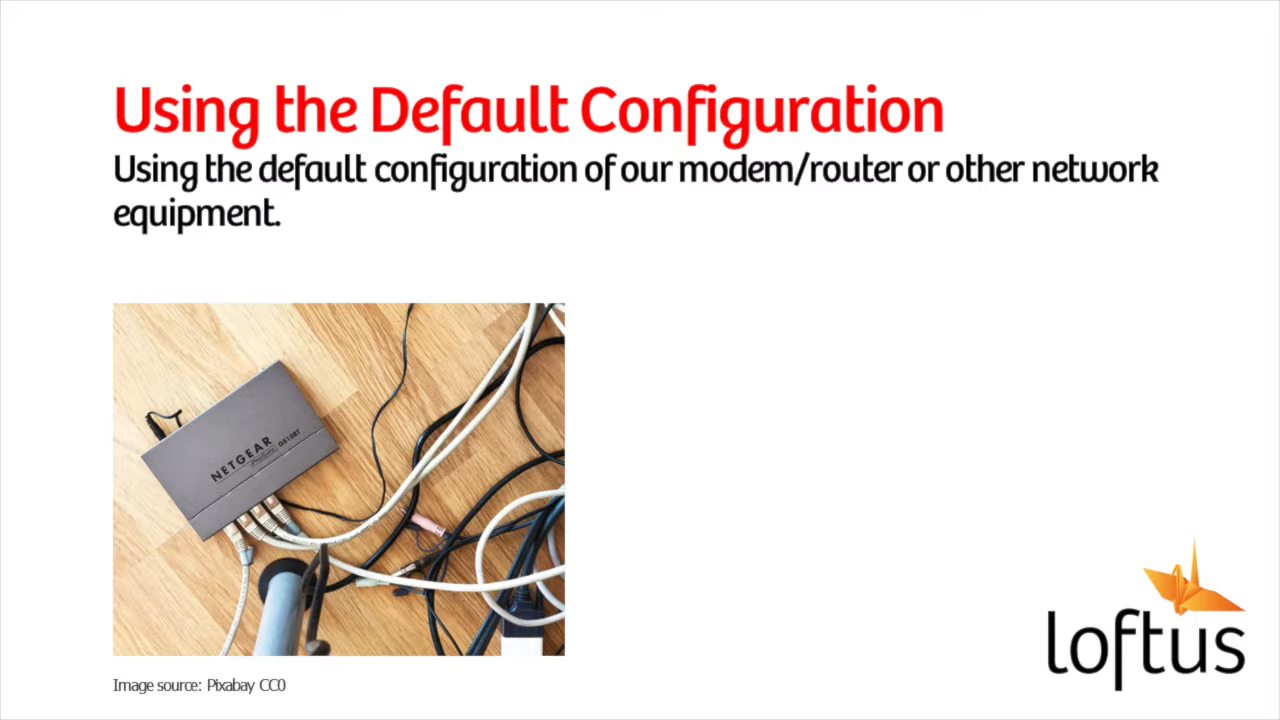 Using the Default Configuration
Using the default configuration of our modem/router or other network
equipment.
NETGEAR
GS108T
Image source: Pixabay CC0
loftus